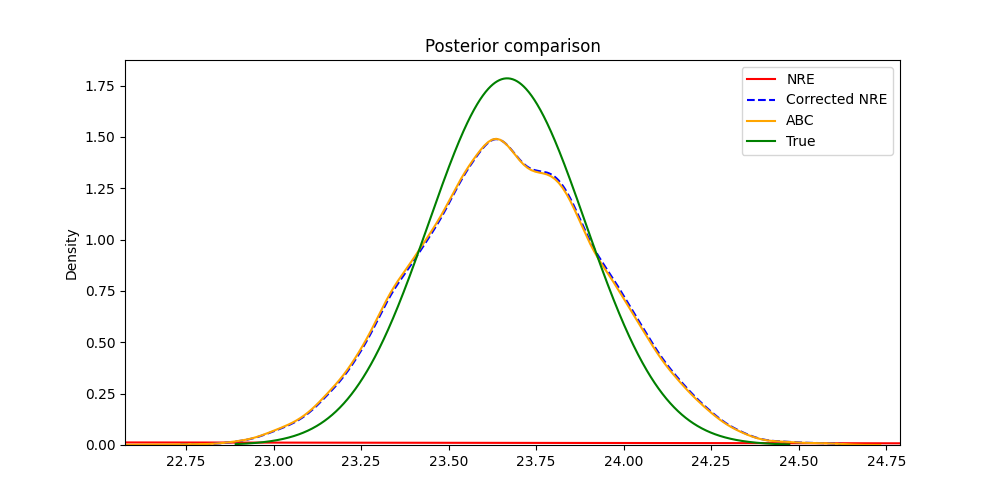 Posterior comparison
NRE
Corrected NRE
ABC
True
Density
1.75
1.50
1.25
1.00
0.75
0.50
0.25
0.00
22.75 23.00 23.25 23.50 23.75 24.00 24.25 24.50 24.75